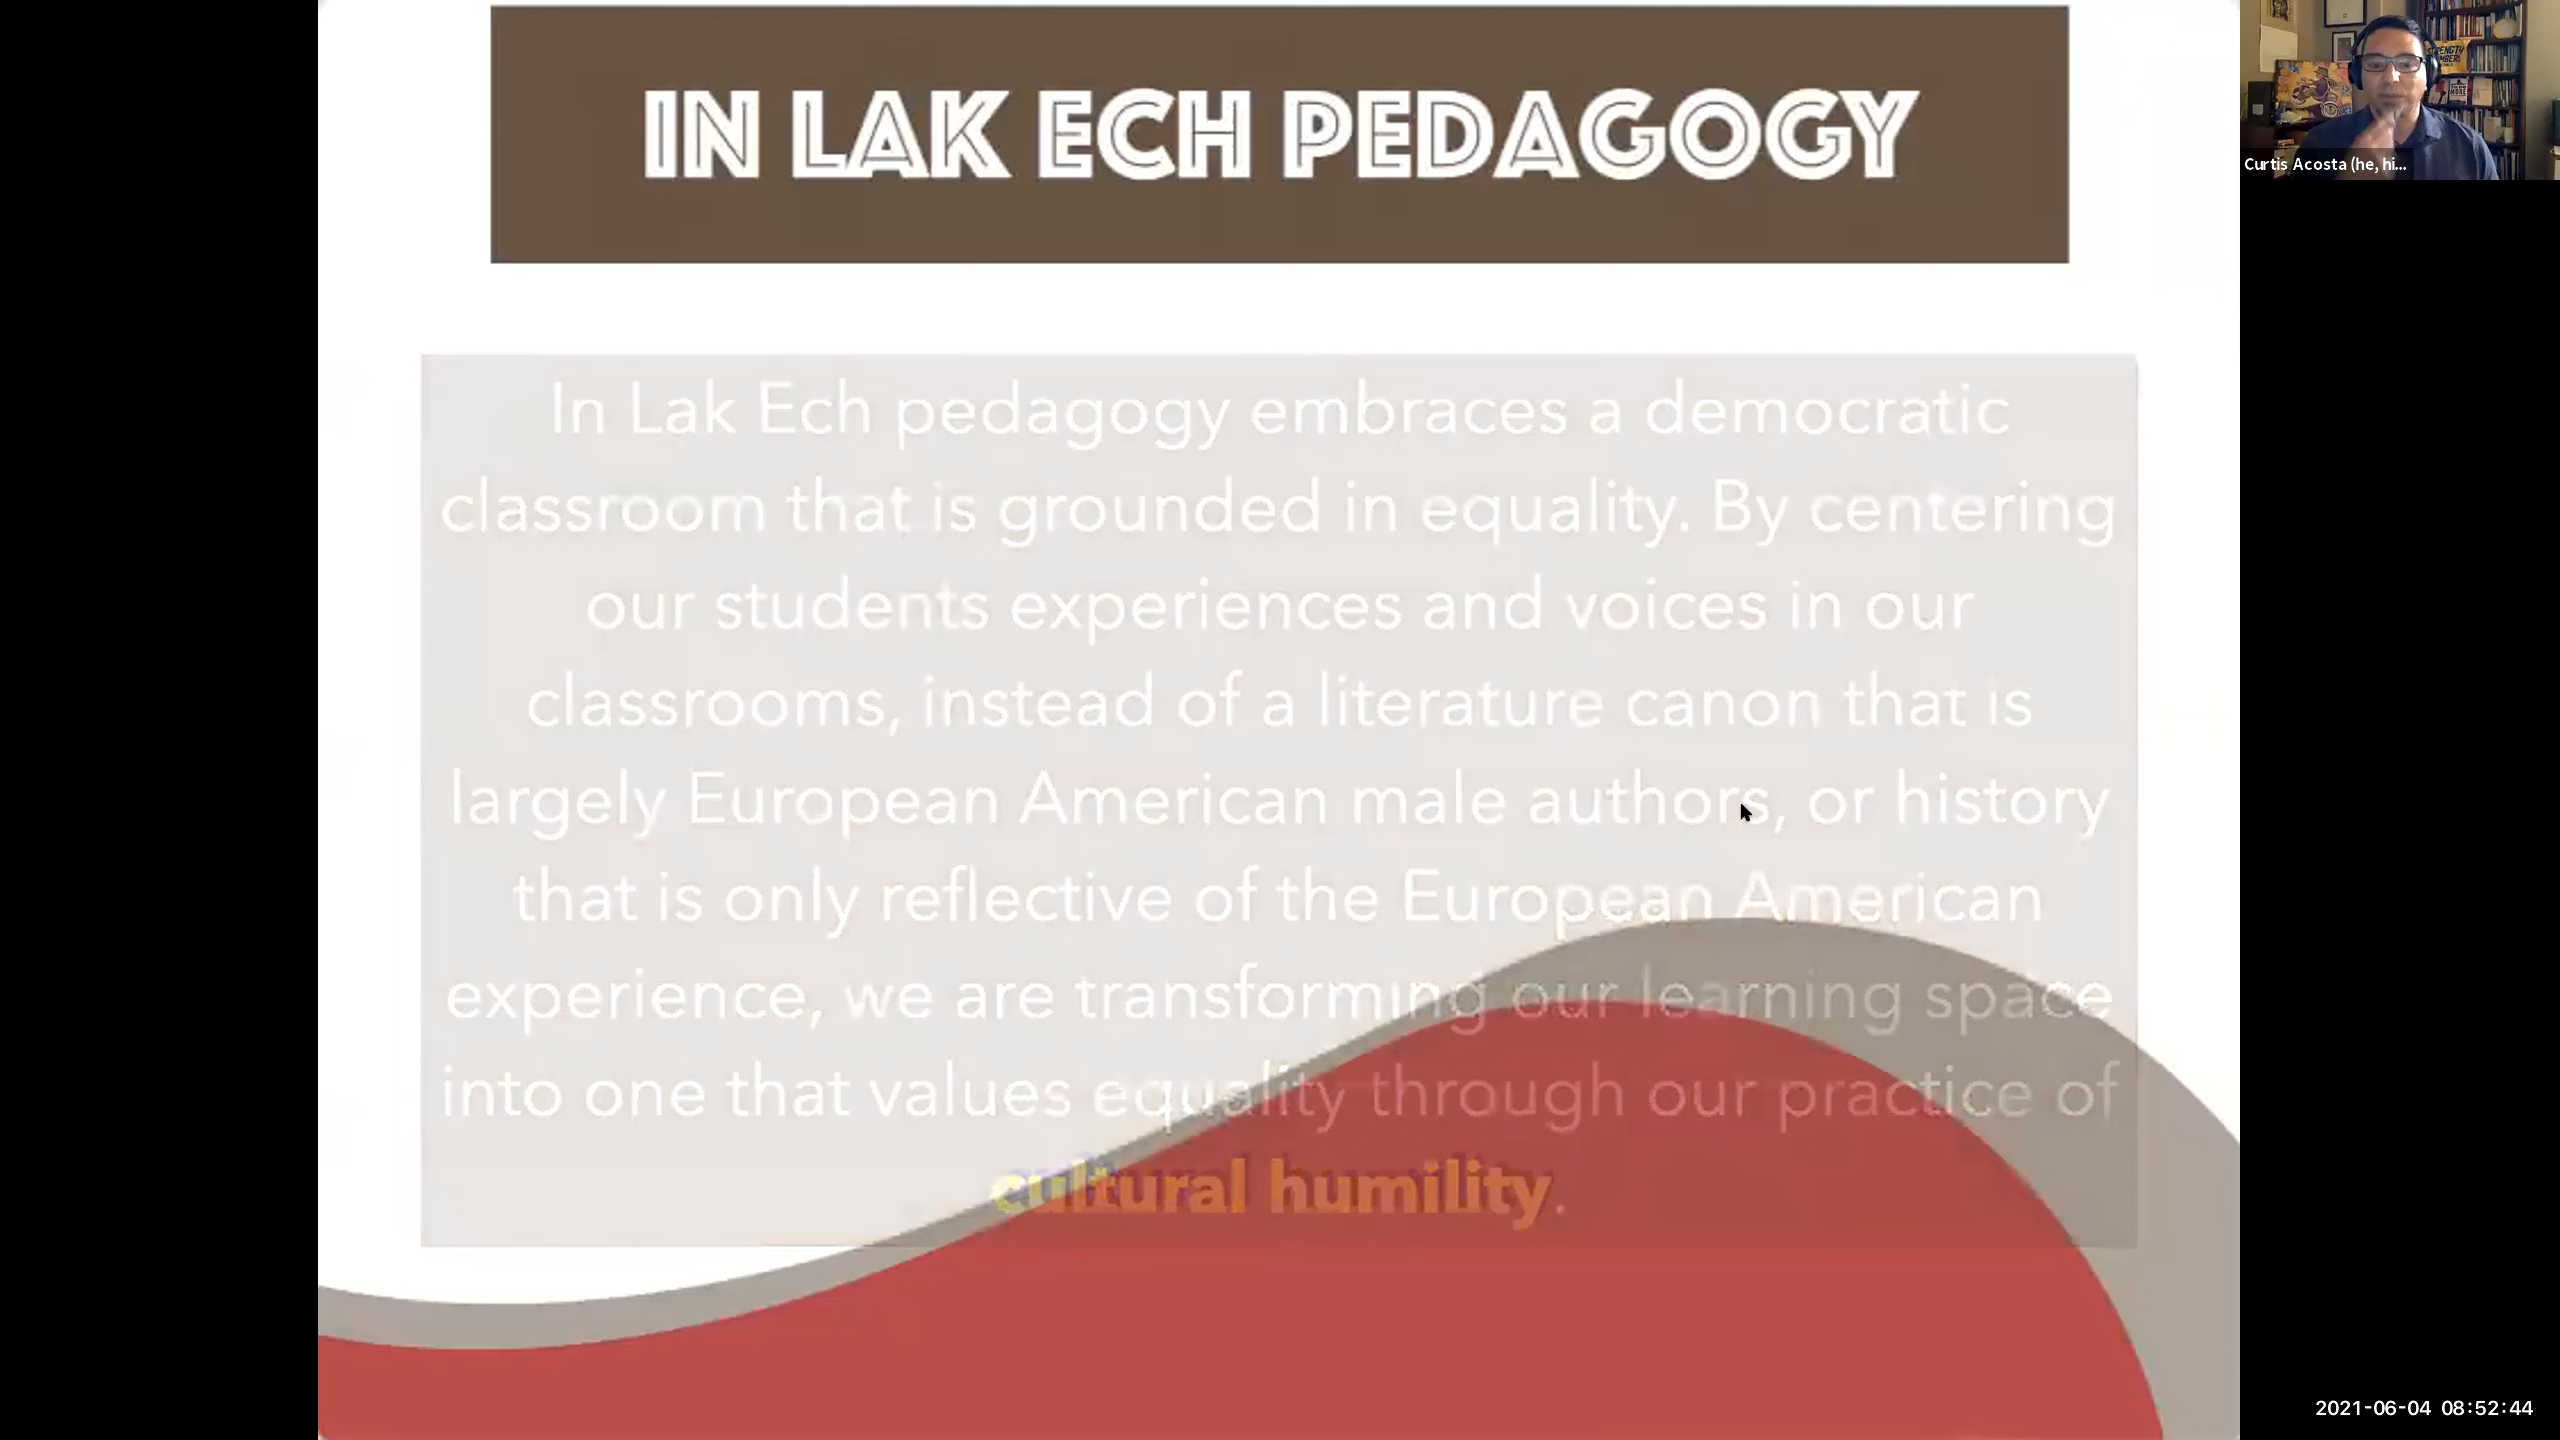 IN LAK ECH PEDAGOGY
In Lak Ech pedagogy embraces a democratic
classroom that is grounded in equality. By centering
our students experiences and voices in our
classrooms, instead of a literature canon that is
largely European American male authors, or history
that is only reflective of the European American
experience, we are transforming our learning space
into one that values equality through our practice of
cultural humility.
Curtis Acosta (he, hi...
2021-06-04 08:52:44